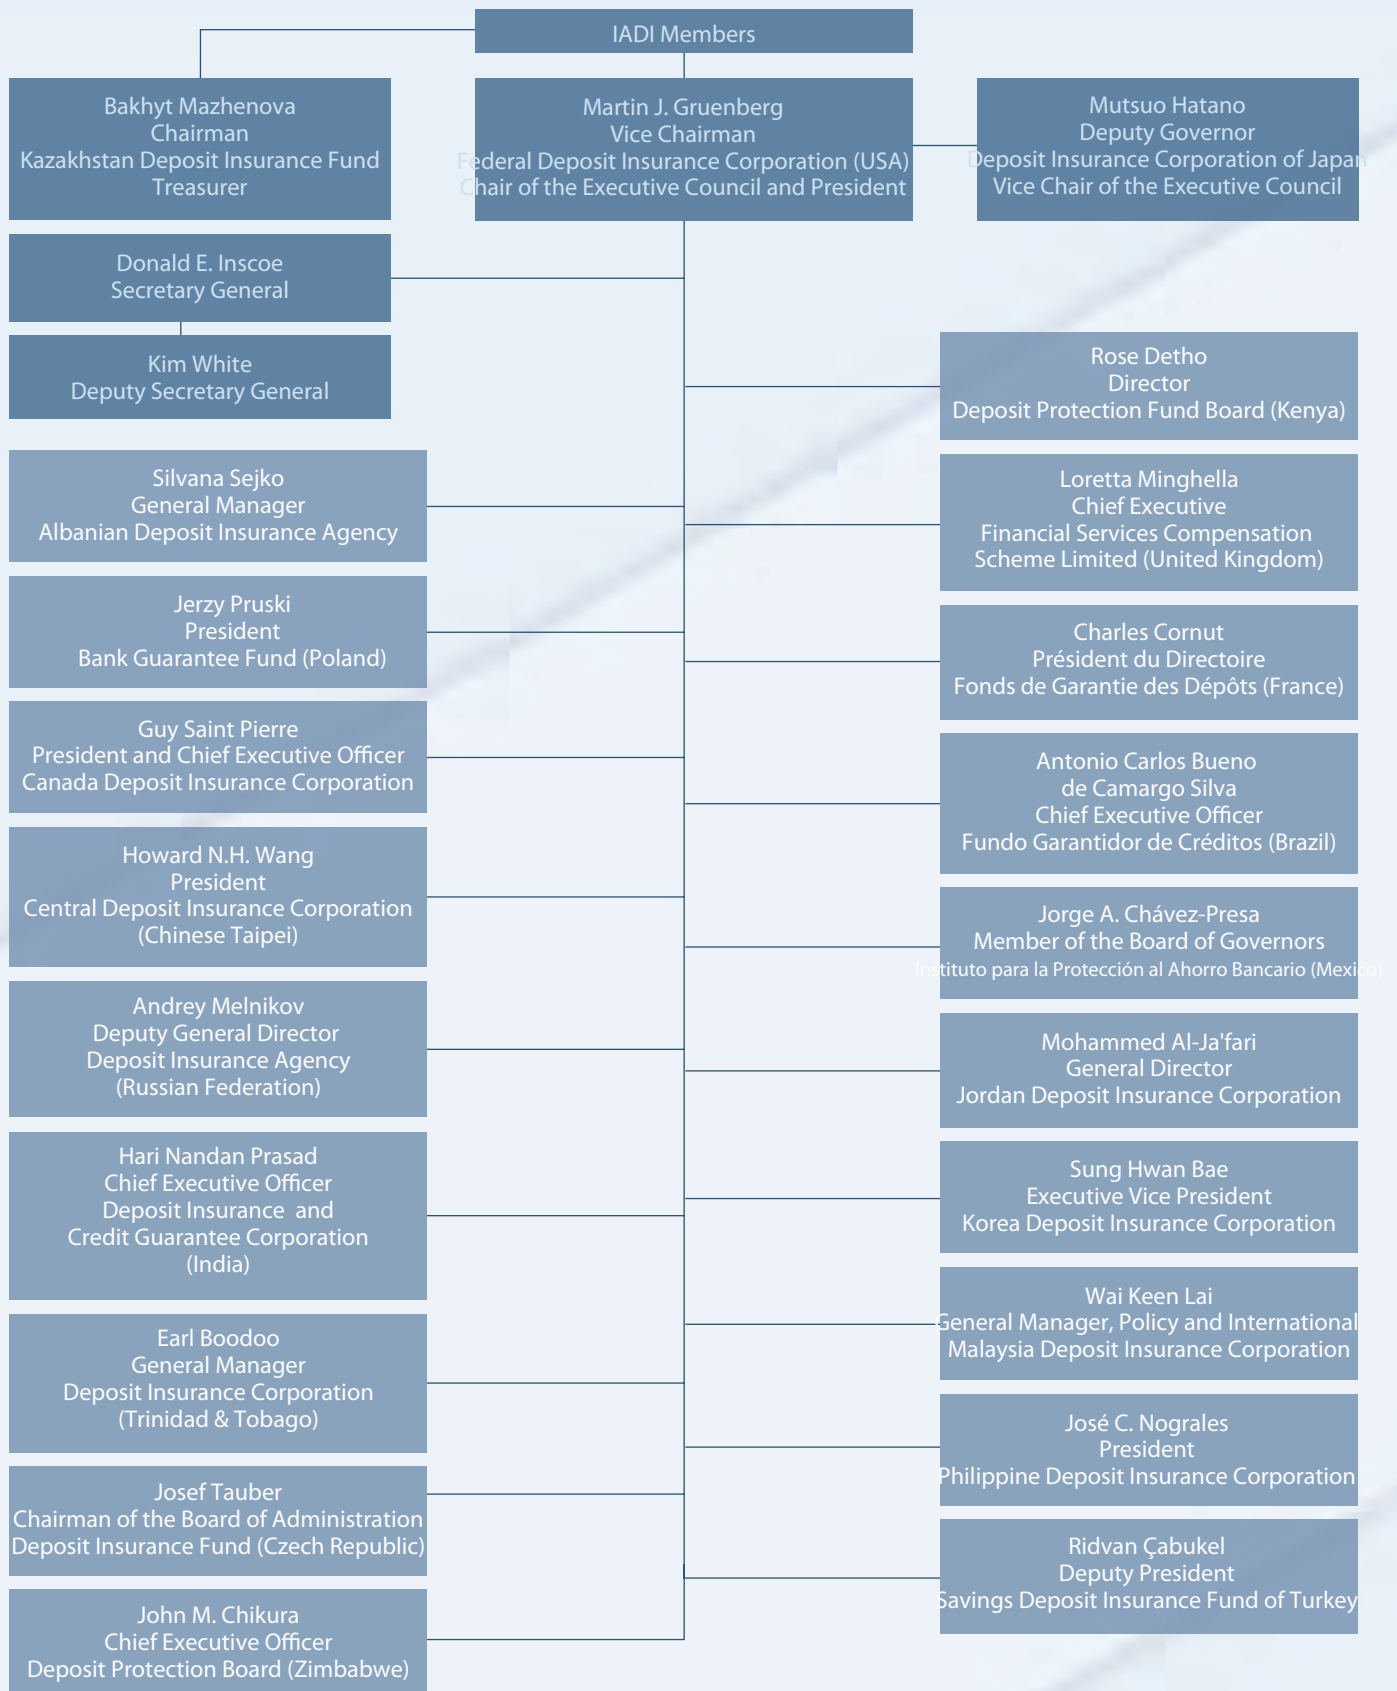 IADI Members
Bakhyt Mazhenova
Chairman
Kazakhstan Deposit Insurance Fund
Treasurer
Martin J. Gruenberg
Vice Chairman
Federal Deposit Insurance Corporation (USA)
Chair of the Executive Council and President
Mutsuo Hatano
Deputy Governor
Deposit Insurance Corporation of Japan
Vice Chair of the Executive Council
Donald E. Inscoe
Secretary General
Kim White
Deputy Secretary General
Silvana Sejko
General Manager
Albanian Deposit Insurance Agency
Jerzy Pruski
President
Bank Guarantee Fund (Poland)
Guy Saint Pierre
President and Chief Executive Officer
Canada Deposit Insurance Corporation
Howard N.H. Wang
President
Central Deposit Insurance Corporation
(Chinese Taipei)
Andrey Melnikov
Deputy General Director
Deposit Insurance Agency
(Russian Federation)
Hari Nandan Prasad
Chief Executive Officer
Deposit Insurance and
Credit Guarantee Corporation
(India)
Earl Boodoo
General Manager
Deposit Insurance Corporation
(Trinidad & Tobago)
Josef Tauber
Chairman of the Board of Administration
Deposit Insurance Fund (Czech Republic)
John M. Chikura
Chief Executive Officer
Deposit Protection Board (Zimbabwe)
Rose Detho
Director
Deposit Protection Fund Board (Kenya)
Loretta Minghella
Chief Executive
Financial Services Compensation
Scheme Limited (United Kingdom)
Charles Cornut
Président du Directoire
Fonds de Garantie des Dépôts (France)
Antonio Carlos Bueno
de Camargo Silva
Chief Executive Officer
Fundo Garantidor de Créditos (Brazil)
Jorge A. Chávez-Presa
Member of the Board of Governors
Instituto para la Protección al Ahorro Bancario (Mexico)
Mohammed Al-Ja'fari
General Director
Jordan Deposit Insurance Corporation
Sung Hwan Bae
Executive Vice President
Korea Deposit Insurance Corporation
Wai Keen Lai
General Manager, Policy and International
Malaysia Deposit Insurance Corporation
José C. Nograles
President
Philippine Deposit Insurance Corporation
Ridvan Çabukel
Deputy President
Savings Deposit Insurance Fund of Turkey